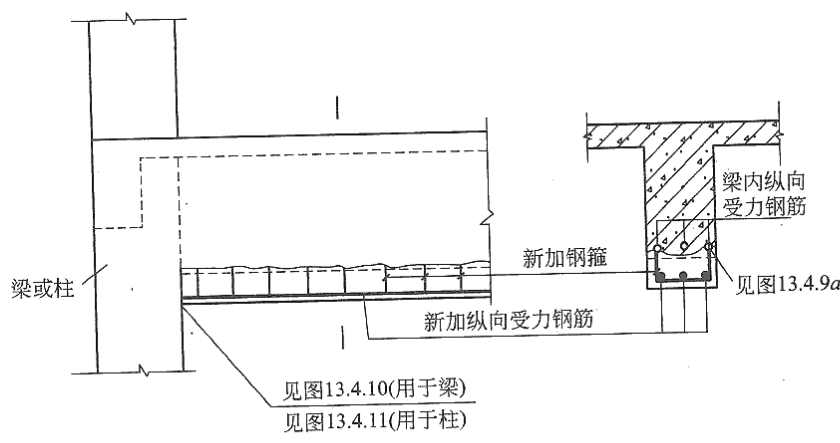 梁内纵向
受力钢筋
新加钢箍
梁或柱
见图13.4.9a
新加纵向受力钢筋
见图13.4.10(用于梁)
见图13.4.11(用于柱)